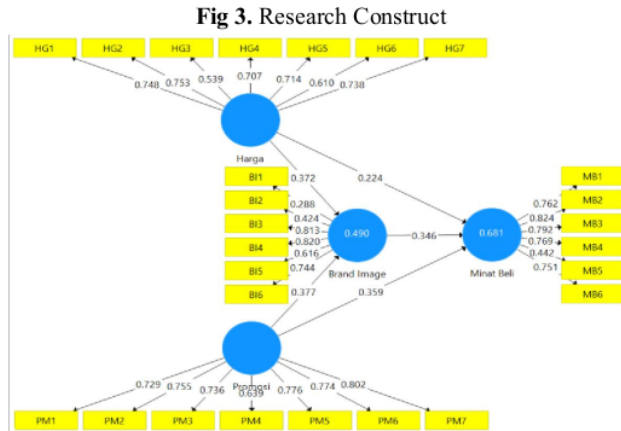 Fig 3. Research Construct
HG1 HG2 HG3 HG4 HG5 HG6 HG7
0.748 0.753 0.539 0.707 0.714 0.610 0.738
Harga
BI1 0.372 0.224 MB1
BI2 0.288 0.762 MB2
0.424 0.824
BI3 0.813 0.490 0.346 0.681 0.792 MB3
BI4 0.820 0.769 MB4
0.616 0.442
BI5 0.744 Brand Image Minat Beli 0.751 MB5
BI6 0.377 0.359 MB6
0.729 0.755 0.736 Promosi 0.639 0.776 0.774 0.802
PM1 PM2 PM3 PM4 PM5 PM6 PM7